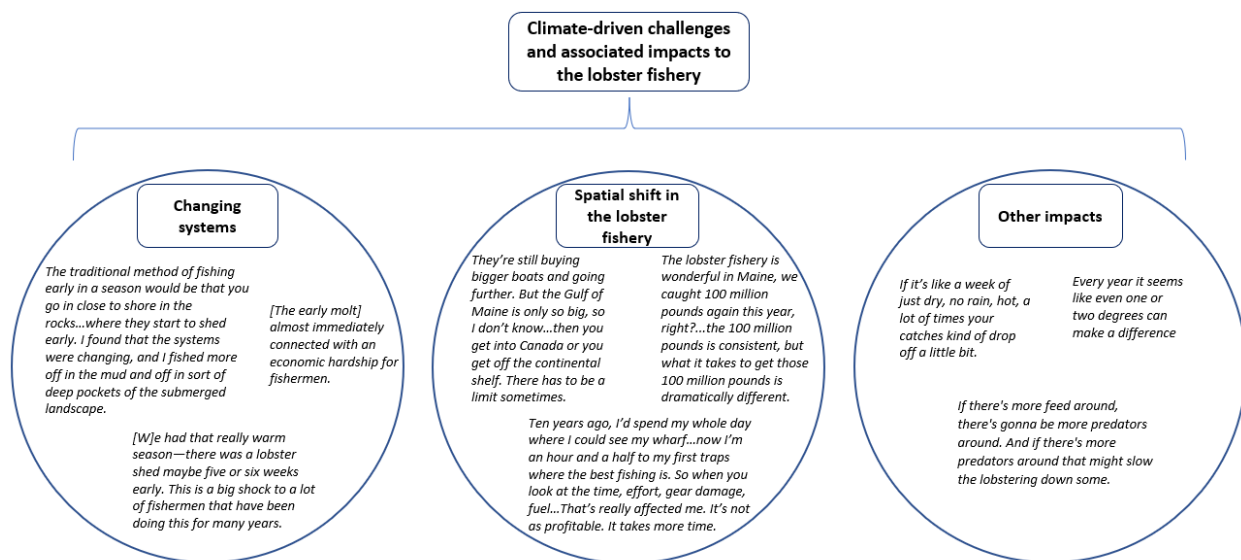 Climate-driven challenges
and associated impacts to
the lobster fishery
Changing
systems
The traditional method of fishing
early in a season would be that you
go in close to shore in the
rocks…where they start to shed
early. I found that the systems
were changing, and I fished more
off in the mud and off in sort of
deep pockets of the submerged
landscape.
[The early molt]
almost immediately
connected with an
economic hardship for
fishermen.
[W]e had that really warm
season—there was a lobster
shed maybe five or six weeks
early. This is a big shock to a lot
of fishermen that have been
doing this for many years.
Spatial shift in
the lobster
fishery
They’re still buying
bigger boats and going
further. But the Gulf of
Maine is only so big, so
I don’t know…then you
get into Canada or you
get off the continental
shelf. There has to be a
limit sometimes.
The lobster fishery is
wonderful in Maine, we
caught 100 million
pounds again this year,
right?...the 100 million
pounds is consistent, but
what it takes to get those
100 million pounds is
dramatically different.
Ten years ago, I’d spend my whole day
where I could see my wharf…now I’m
an hour and a half to my first traps
where the best fishing is. So when you
look at the time, effort, gear damage,
fuel…That’s really affected me. It’s not
as profitable. It takes more time.
Other impacts
If it’s like a week of
just dry, no rain, hot, a
lot of times your
catches kind of drop
off a little bit.
Every year it seems
like even one or
two degrees can
make a difference
If there's more feed around,
there's gonna be more predators
around. And if there's more
predators around that might slow
the lobstering down some.